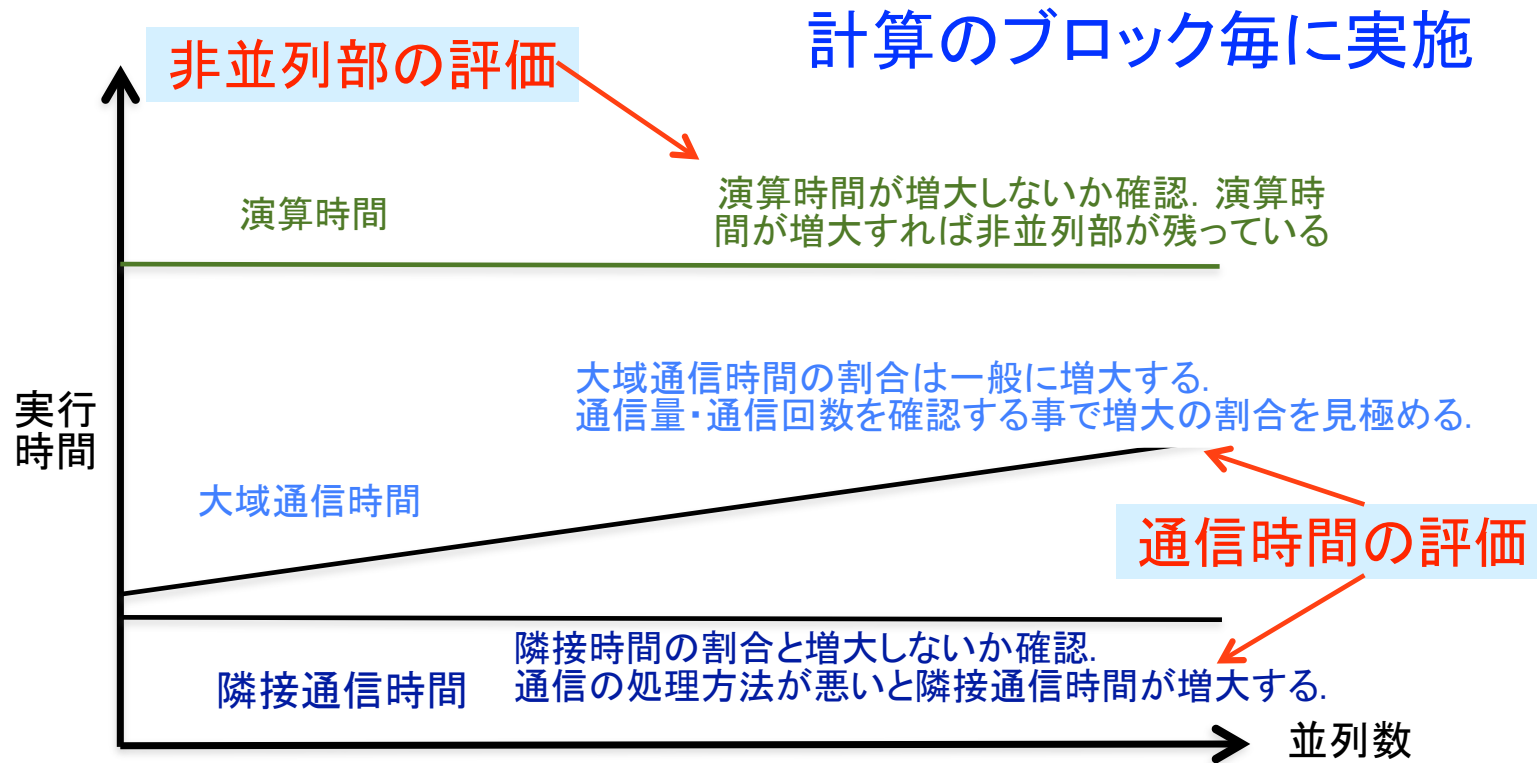 計算のブロック毎に実施
非並列部の評価
演算時間
演算時間が増大しないか確認. 演算時
間が増大すれば非並列部が残っている
実行
時間
大域通信時間の割合は一般に増大する.
通信量・通信回数を確認する事で増大の割合を見極める.
大域通信時間
通信時間の評価
隣接時間の割合と増大しないか確認.
通信の処理方法が悪いと隣接通信時間が増大する.
隣接通信時間
並列数